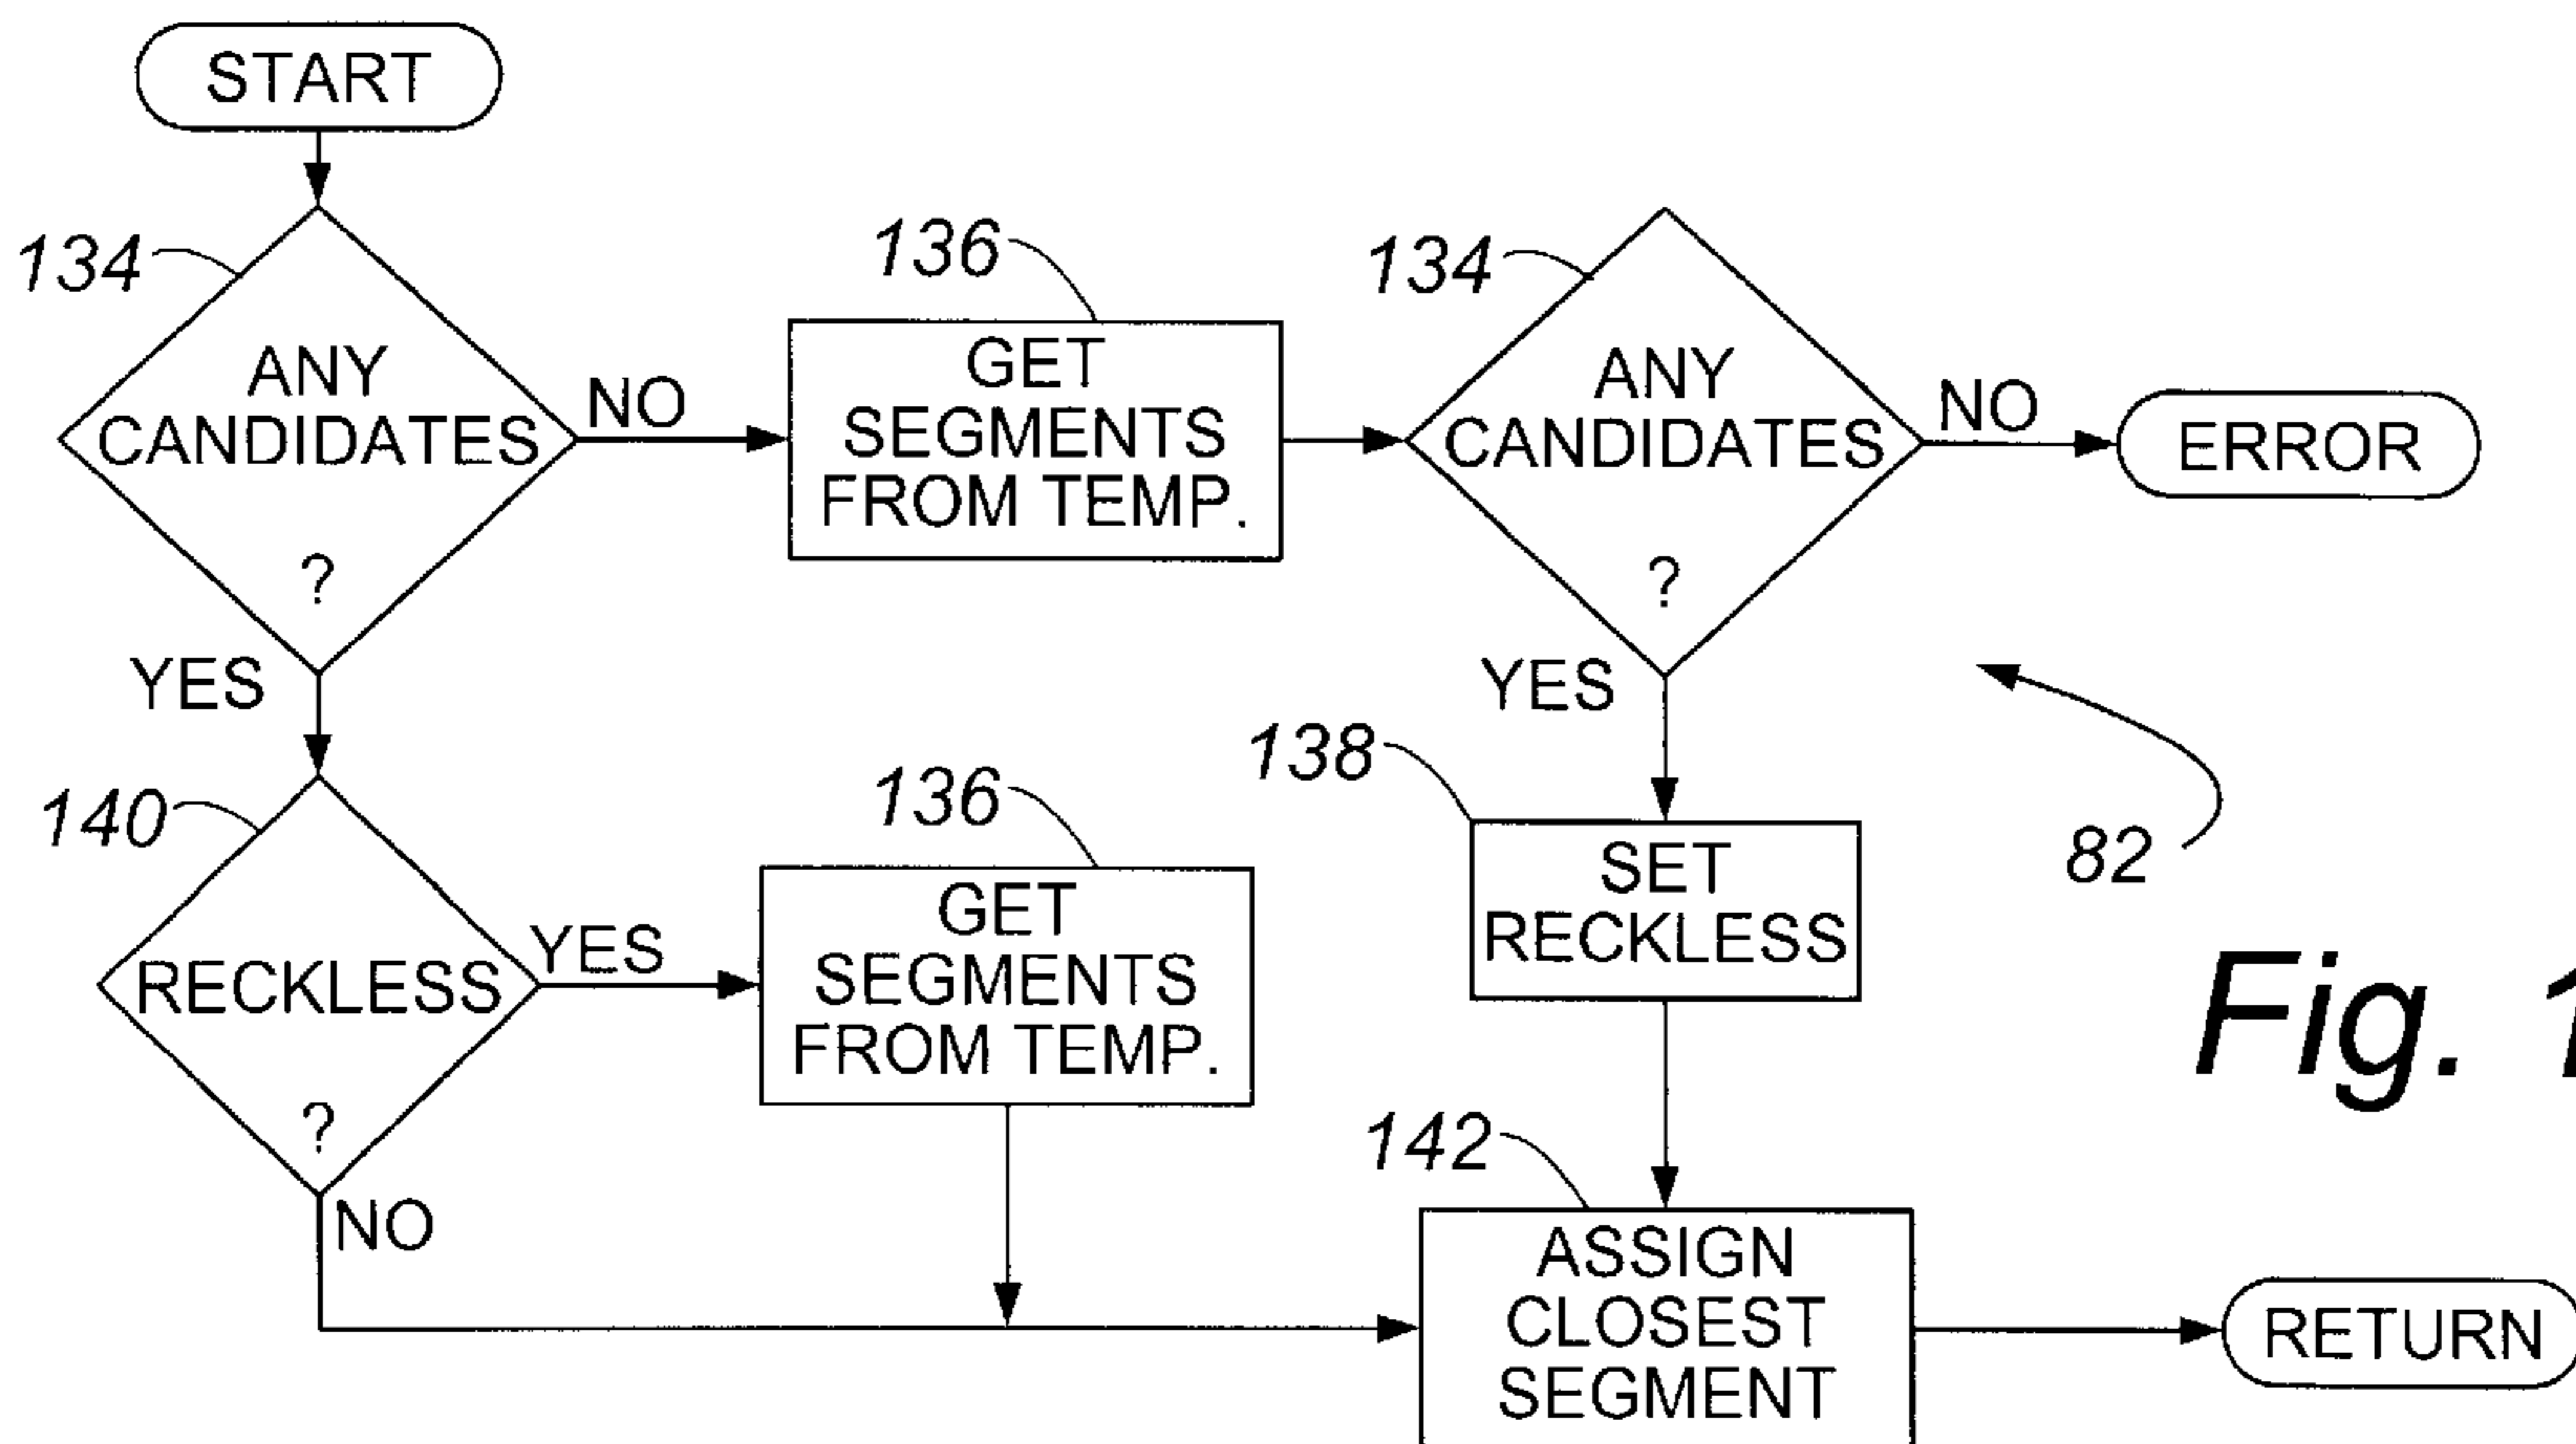 START
134
ANY
CANDIDATES
?
NO
YES
136
GET
SEGMENTS
FROM TEMP.
134
ANY
CANDIDATES
?
NO
YES
ERROR
140
RECKLESS
?
YES
NO
136
GET
SEGMENTS
FROM TEMP.
138
SET
RECKLESS
82
Fig.
142
ASSIGN
CLOSEST
SEGMENT
RETURN